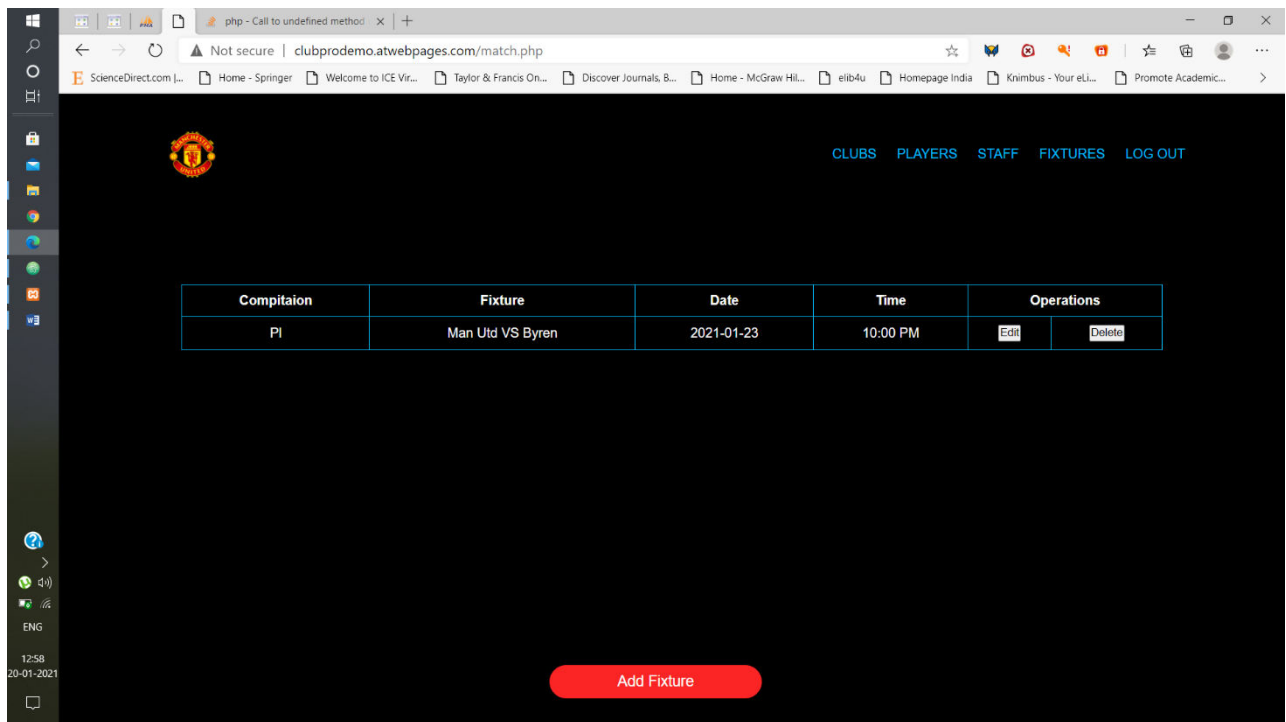 php - Call to undefined method
Not secure | clubprodemo.atwebpages.com/match.php
ScienceDirect.com |... Home - Springer Welcome to ICE Vir... Taylor & Francis On... Discover Journals, B... Home - McGraw Hil... elib4u Homepage India Knimbus - Your eLi... Promote Academic...
MANCHESTER
UNITED
CLUBS PLAYERS STAFF FIXTURES LOG OUT
Compitaion Fixture Date Time Operations
Pl Man Utd VS Byren 2021-01-23 10:00 PM Edit Delete
Add Fixture
ENG
12:58
20-01-2021